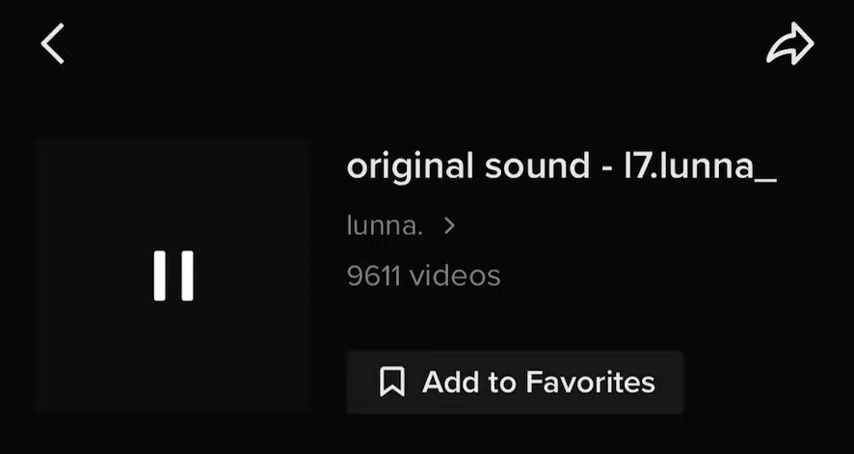 original sound - l7.lunna_
lunna.
9611 videos
Add to Favorites